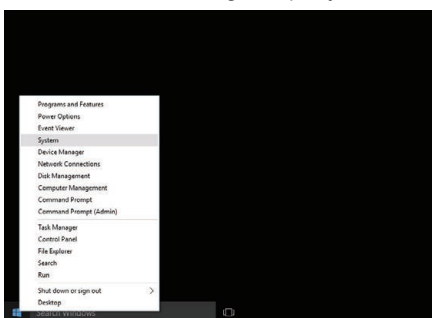 Programs and Features
Power Options
Event Viewer
System
Device Manager
Network Connections
Disk Management
Computer Management
Command Prompt
Command Prompt (Admin)
Task Manager
Control Panel
File Explorer
Search
Run
Shut down or sign out
Desktop
Search Windows